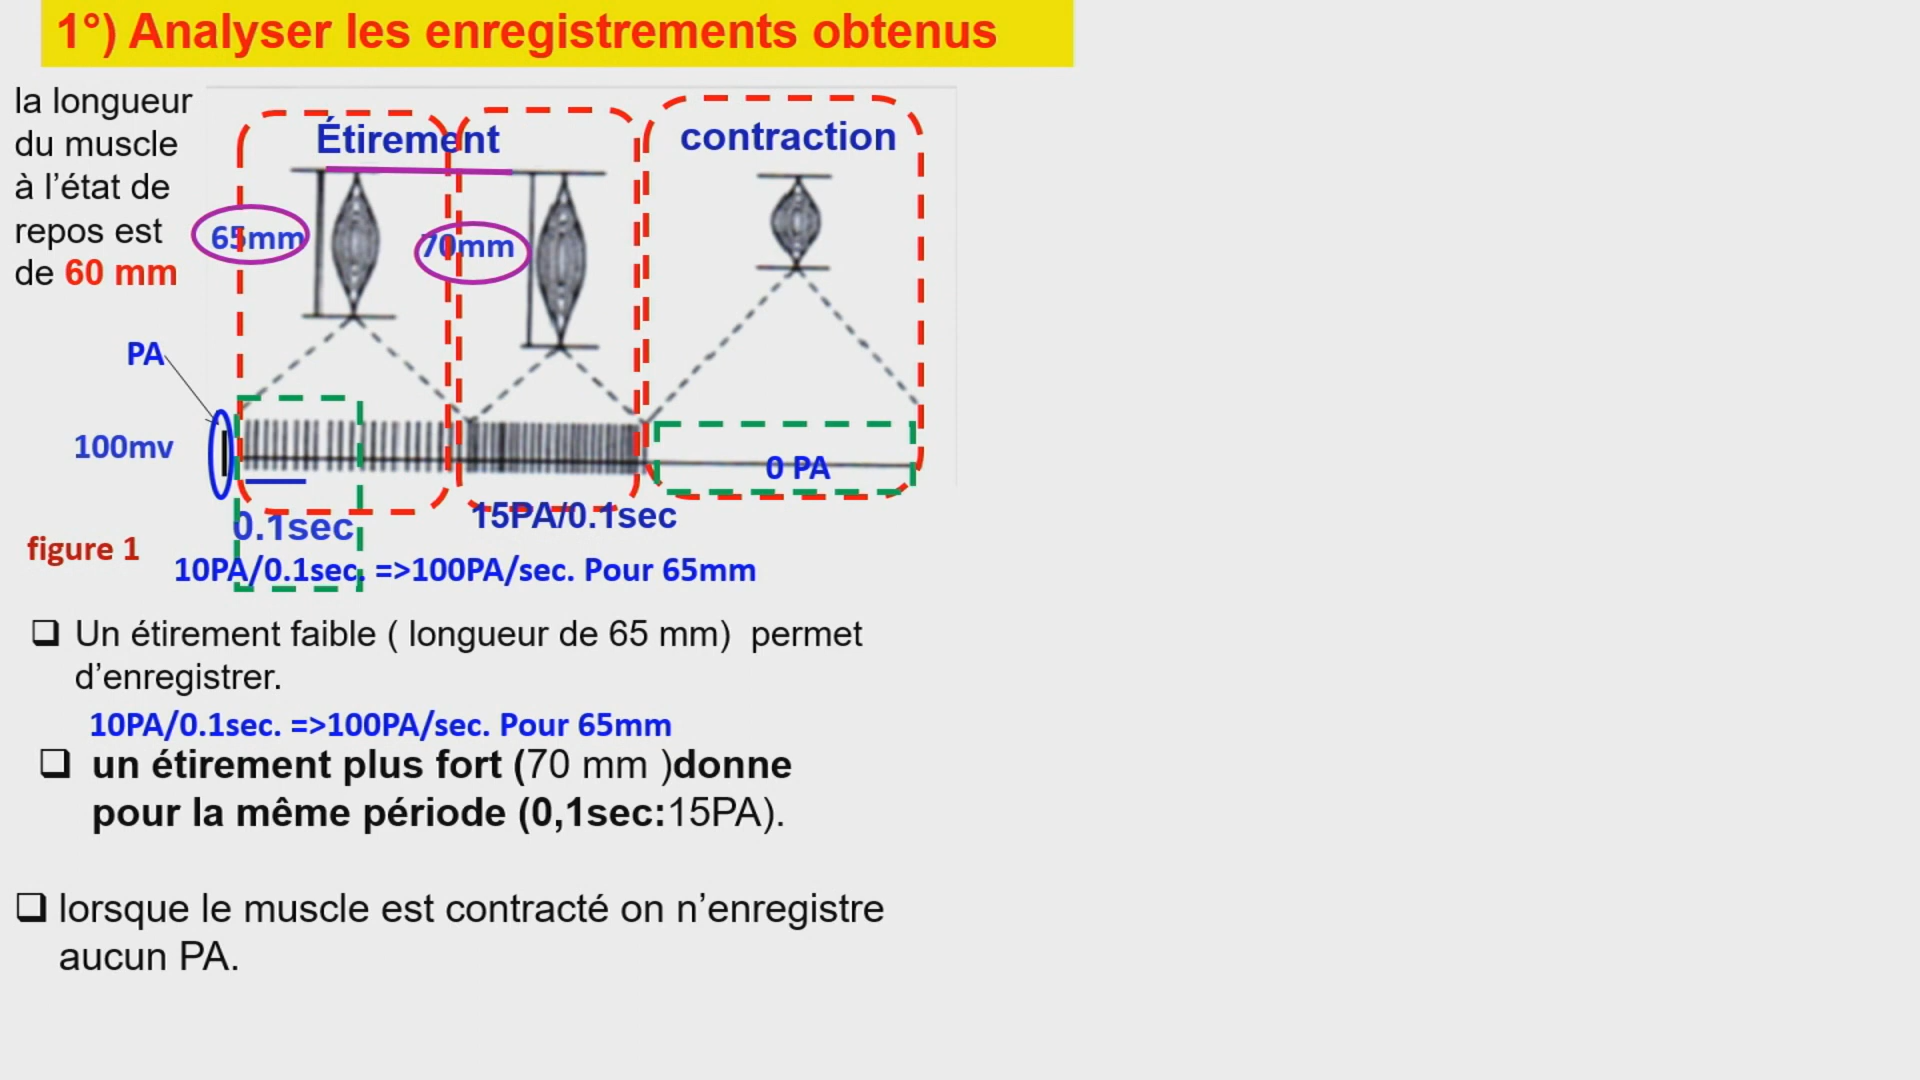 1°) Analyser les enregistrements obtenus
la longueur
du muscle
à l’état de
repos est
de 60 mm
Étirement
contraction
65mm
70mm
PA
100mv
0 PA
0.1sec
15PA/0.1sec
figure 1
10PA/0.1sec. =>100PA/sec. Pour 65mm
❑ Un étirement faible ( longueur de 65 mm) permet
d’enregistrer.
10PA/0.1sec. =>100PA/sec. Pour 65mm
❑ un étirement plus fort (70 mm )donne
pour la même période (0,1sec:15PA).
❑ lorsque le muscle est contracté on n’enregistre
aucun PA.